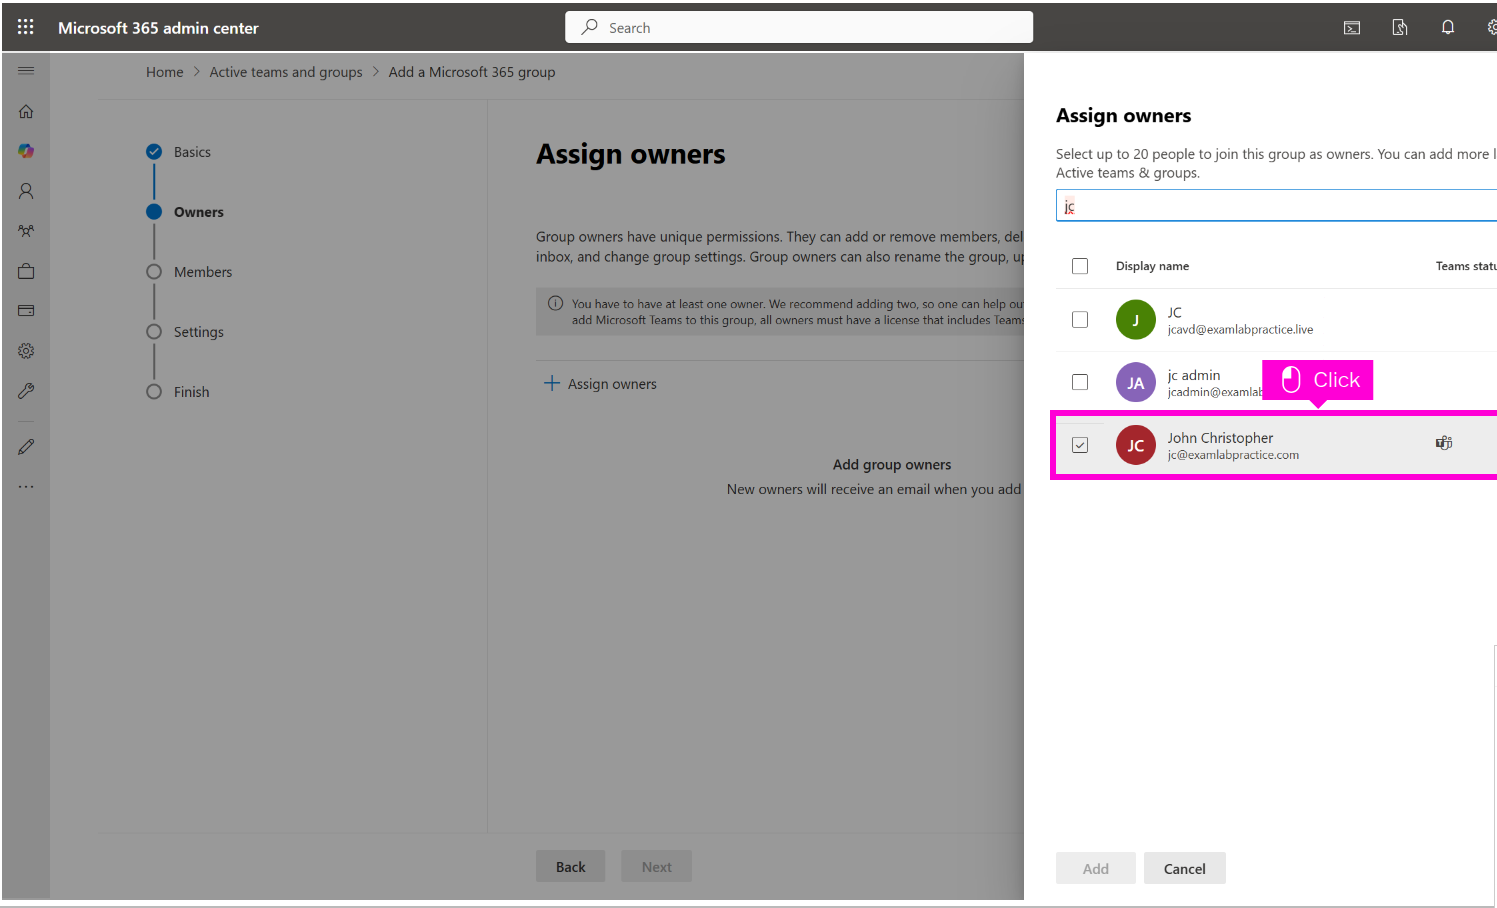 Microsoft 365 admin center
Search
Home > Active teams and groups > Add a Microsoft 365 group
Basics
Owners
Members
Settings
Finish
Assign owners
Group owners have unique permissions. They can add or remove members, del
inbox, and change group settings. Group owners can also rename the group, u
You have to have at least one owner. We recommend adding two, so one can help ou
add Microsoft Teams to this group, all owners must have a license that includes Teams
Assign owners
Add group owners
New owners will receive an email when you add
Back
Next
Assign owners
Select up to 20 people to join this group as owners. You can add more l
Active teams & groups.
jc
Display name
Teams statu
J
JC
jcavd@examlabpractice.live
JA
jc admin
jcadmin@examlab
Click
JC
John Christopher
jc@examlabpractice.com
Add
Cancel